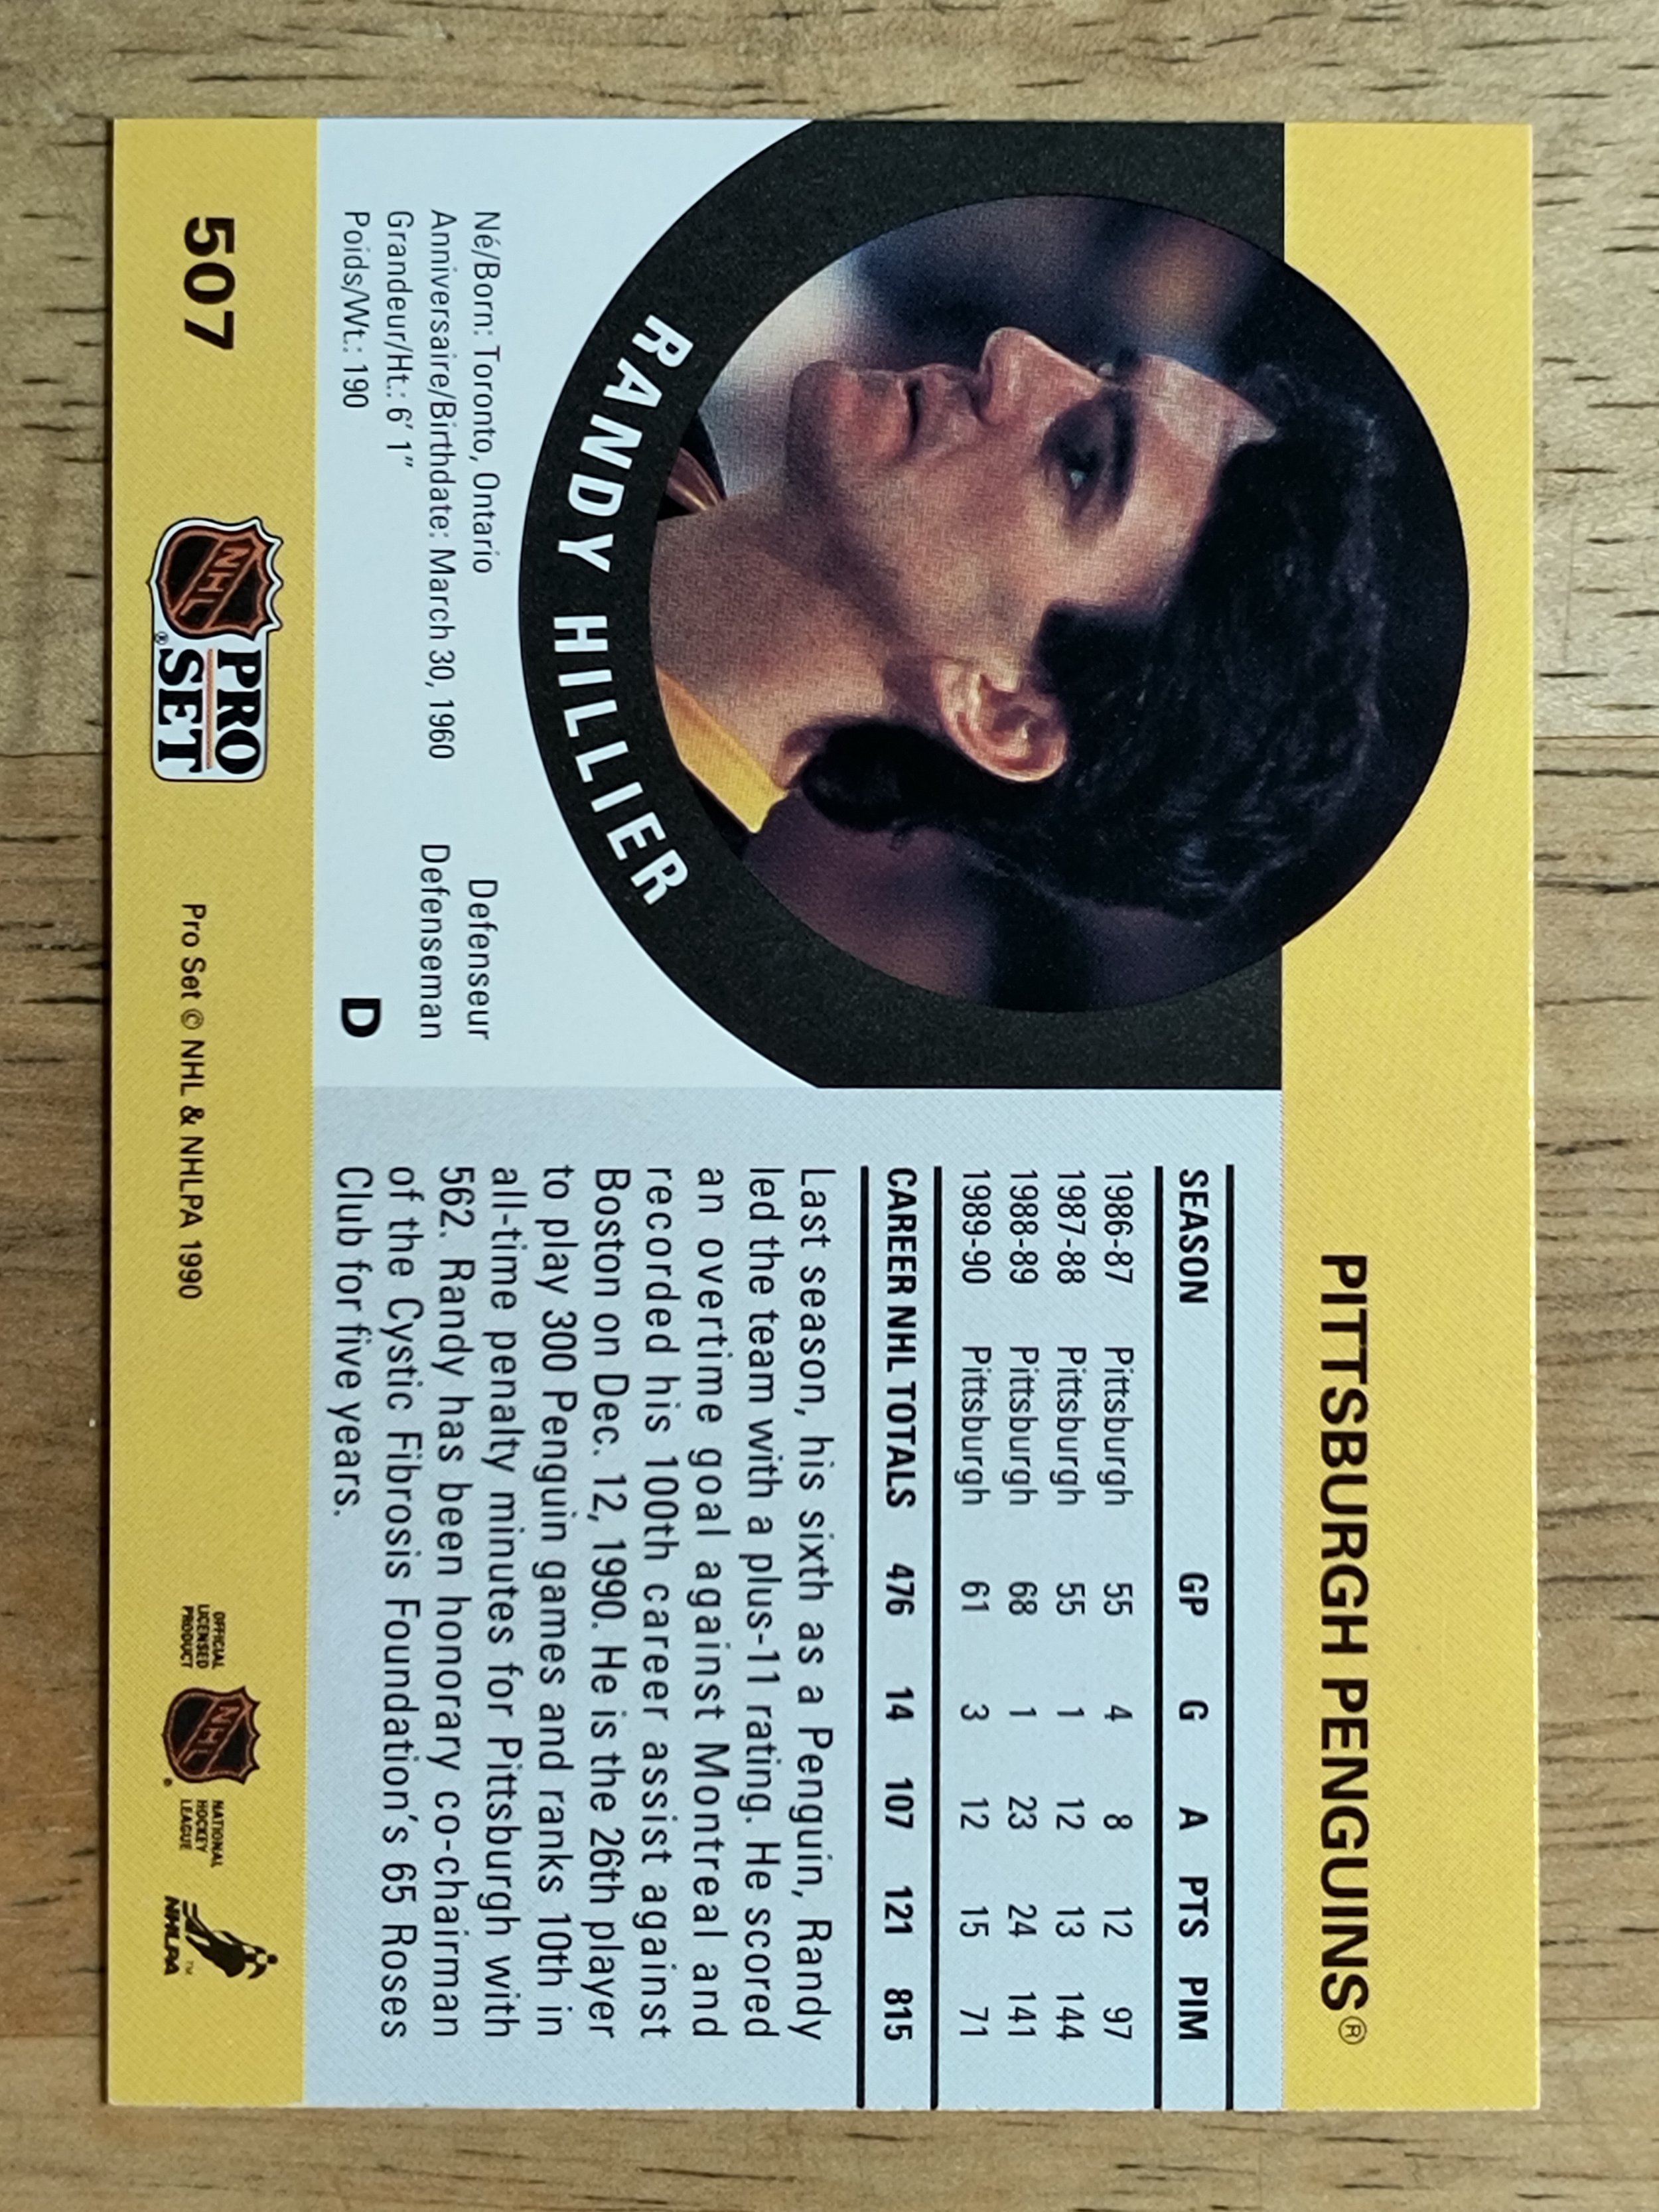 PITTSBURGH PENGUINS®
RANDY HILLIER
Né/Born: Toronto, Ontario
Anniversaire/Birthdate: March 30, 1960
Grandeur/Ht.: 6' 1"
Poids/Wt.: 190
Defenseur
Defenseman
D
SEASON GP G A PTS PIM
1986-87 Pittsburgh 55 4 8 12 97
1987-88 Pittsburgh 55 1 12 13 144
1988-89 Pittsburgh 68 1 23 24 141
1989-90 Pittsburgh 61 3 12 15 71
CAREER NHL TOTALS 476 14 107 121 815
Last season, his sixth as a Penguin, Randy
led the team with a plus-11 rating. He scored
an overtime goal against Montreal and
recorded his 100th career assist against
Boston on Dec. 12, 1990. He is the 26th player
to play 300 Penguin games and ranks 10th in
all-time penalty minutes for Pittsburgh with
562. Randy has been honorary co-chairman
of the Cystic Fibrosis Foundation's 65 Roses
Club for five years.
507
NHL
PRO
SET®
Pro Set © NHL & NHLPA 1990
OFFICIAL
LICENSED
PRODUCT
NHL®
NATIONAL
HOCKEY
LEAGUE
NHLPA™